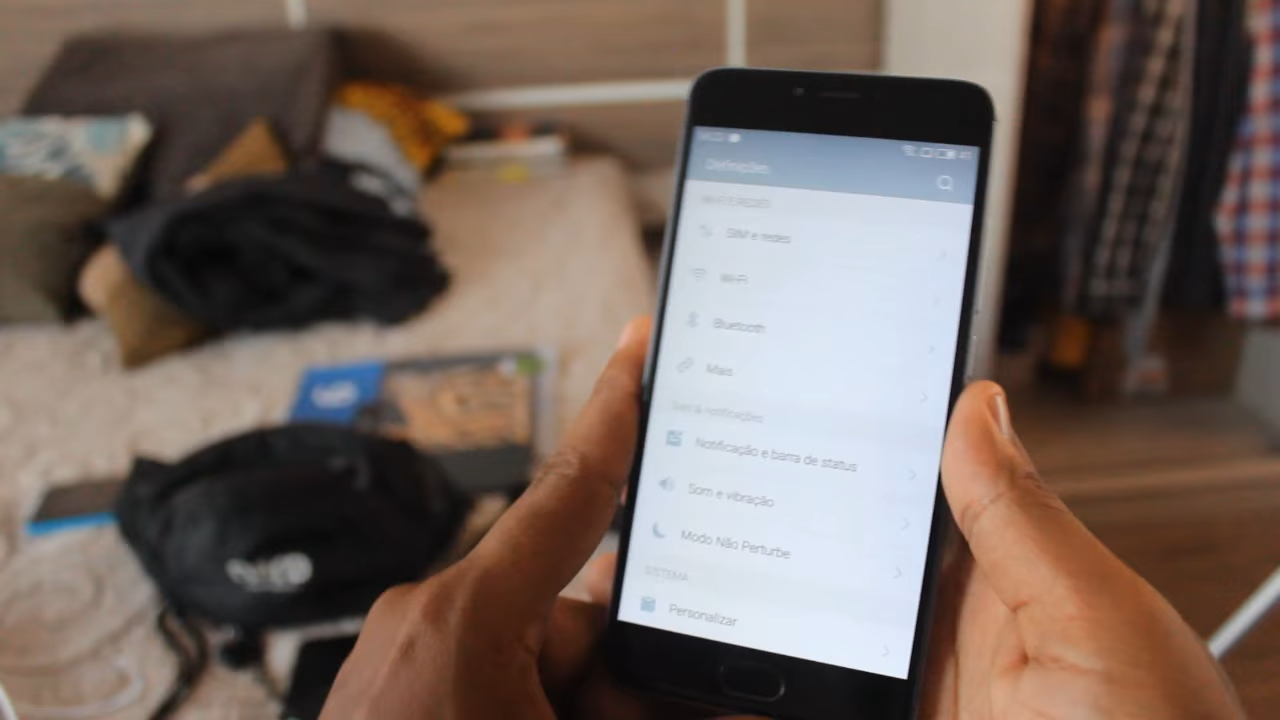 Definições
WI-FI E REDES
SIM e redes
Wi-Fi
Bluetooth
Mais
Som & notificações
Notificação e barra de status
Som e vibração
Modo Não Perturbe
SISTEMA
Personalizar